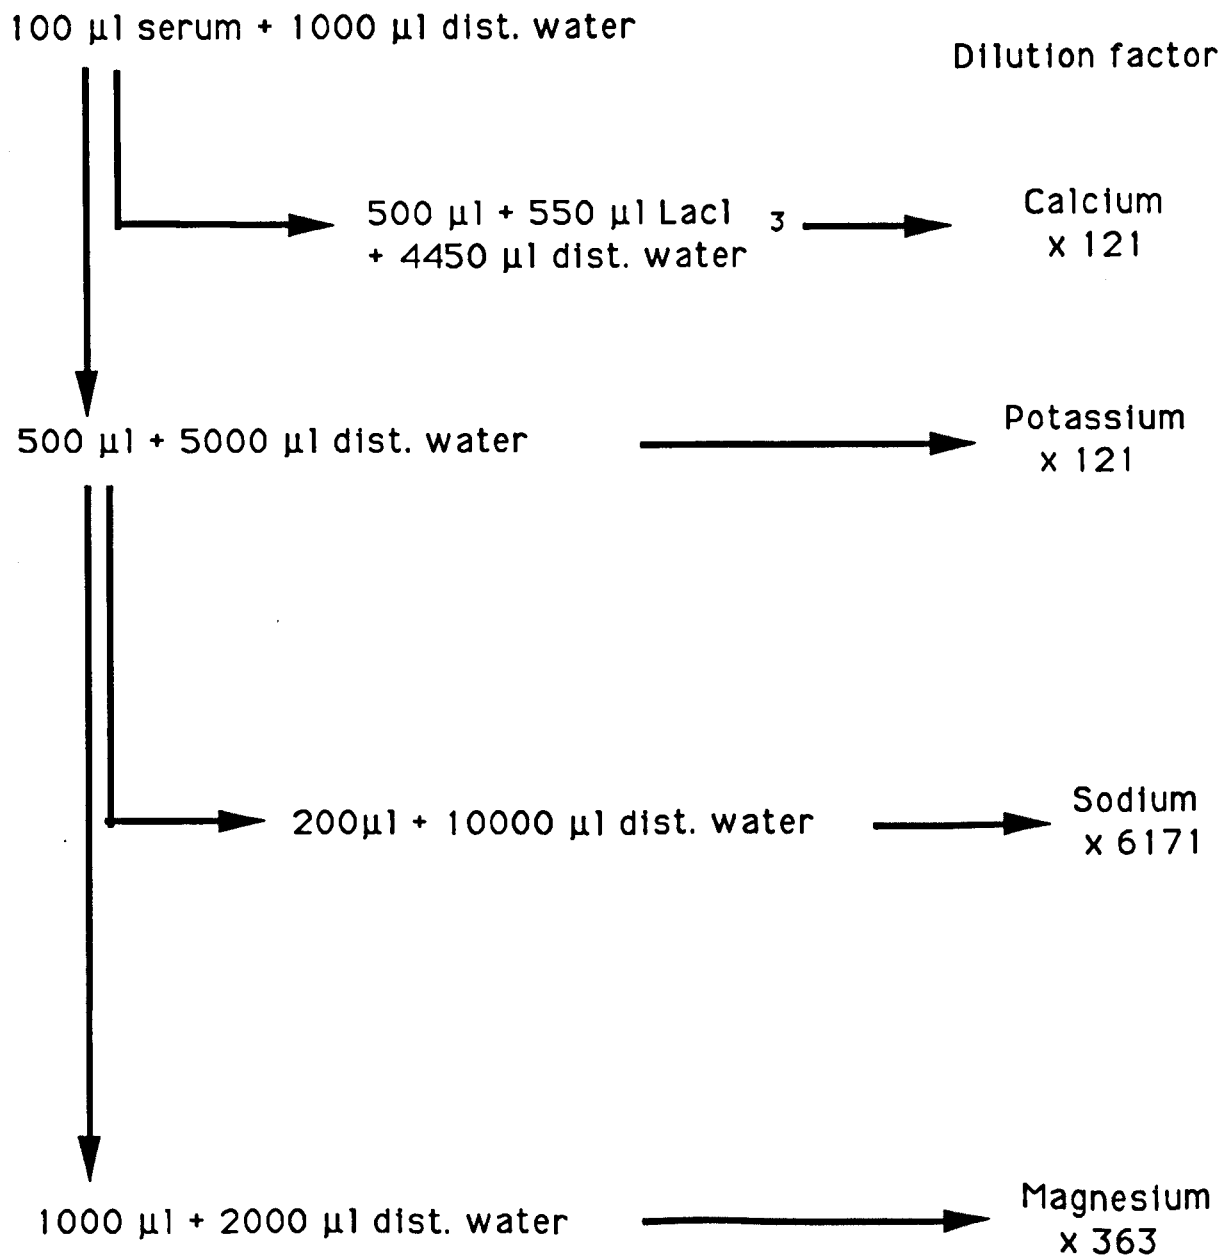 100 µl serum + 1000 µl dist. water
Dilution factor
500 µl + 550 µl Lacl 3
+ 4450 µl dist. water
Calcium
x 121
500 µl + 5000 µl dist. water
Potassium
x 121
200µl + 10000 µl dist. water
Sodium
x 6171
1000 µl + 2000 µl dist. water
Magnesium
x 363